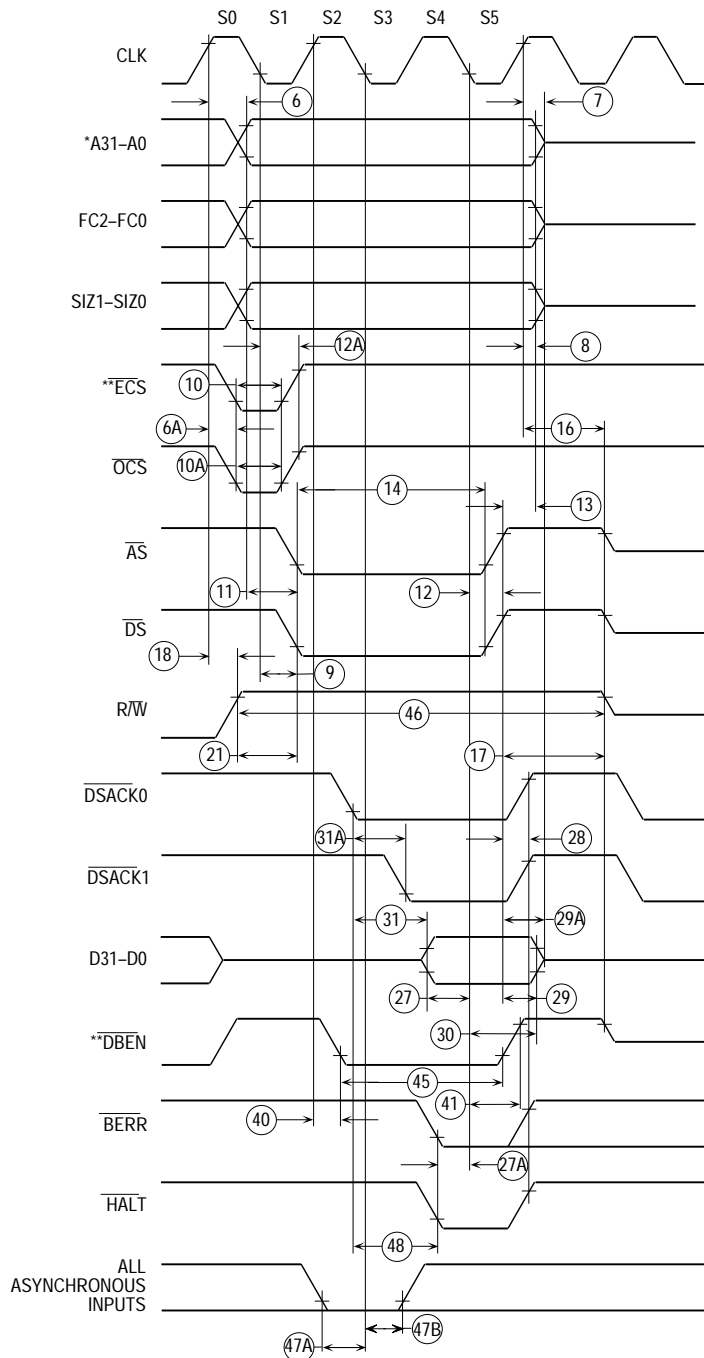 S0 S1 S2 S3 S4 S5
CLK
6 7
*A31–A0
FC2–FC0
SIZ1–SIZ0
12A 8
**ECS
10
6A 16
OCS
10A
14
13
AS
11 12
DS
18 9
R/W
46
21 17
DSACK0
31A 28
DSACK1
31 29A
D31–D0
27 29
30
**DBEN
45
41
40
BERR
27A
HALT
48
ALL
ASYNCHRONOUS
INPUTS
47A 47B